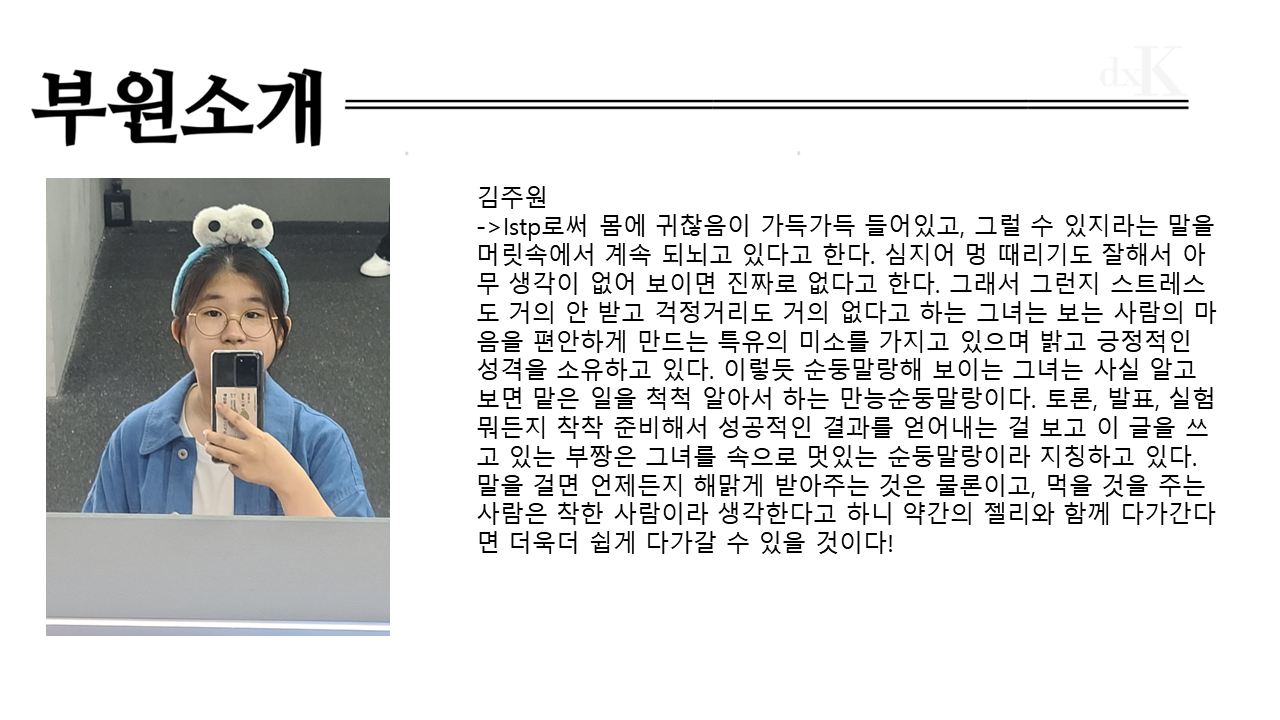 부원소개
dxK
김주원
->Istp로써 몸에 귀찮음이 가득가득 들어있고, 그럴 수 있지라는 말을
머릿속에서 계속 되뇌고 있다고 한다. 심지어 멍 때리기도 잘해서 아
무 생각이 없어 보이면 진짜로 없다고 한다. 그래서 그런지 스트레스
도 거의 안 받고 걱정거리도 거의 없다고 하는 그녀는 보는 사람의 마
음을 편안하게 만드는 특유의 미소를 가지고 있으며 밝고 긍정적인
성격을 소유하고 있다. 이렇듯 순둥말랑해 보이는 그녀는 사실 알고
보면 맡은 일을 척척 알아서 하는 만능순둥말랑이다. 토론, 발표, 실험
뭐든지 착착 준비해서 성공적인 결과를 얻어내는 걸 보고 이 글을 쓰
고 있는 부짱은 그녀를 속으로 멋있는 순둥말랑이라 지칭하고 있다.
말을 걸면 언제든지 해맑게 받아주는 것은 물론이고, 먹을 것을 주는
사람은 착한 사람이라 생각한다고 하니 약간의 젤리와 함께 다가간다
면 더욱더 쉽게 다가갈 수 있을 것이다!